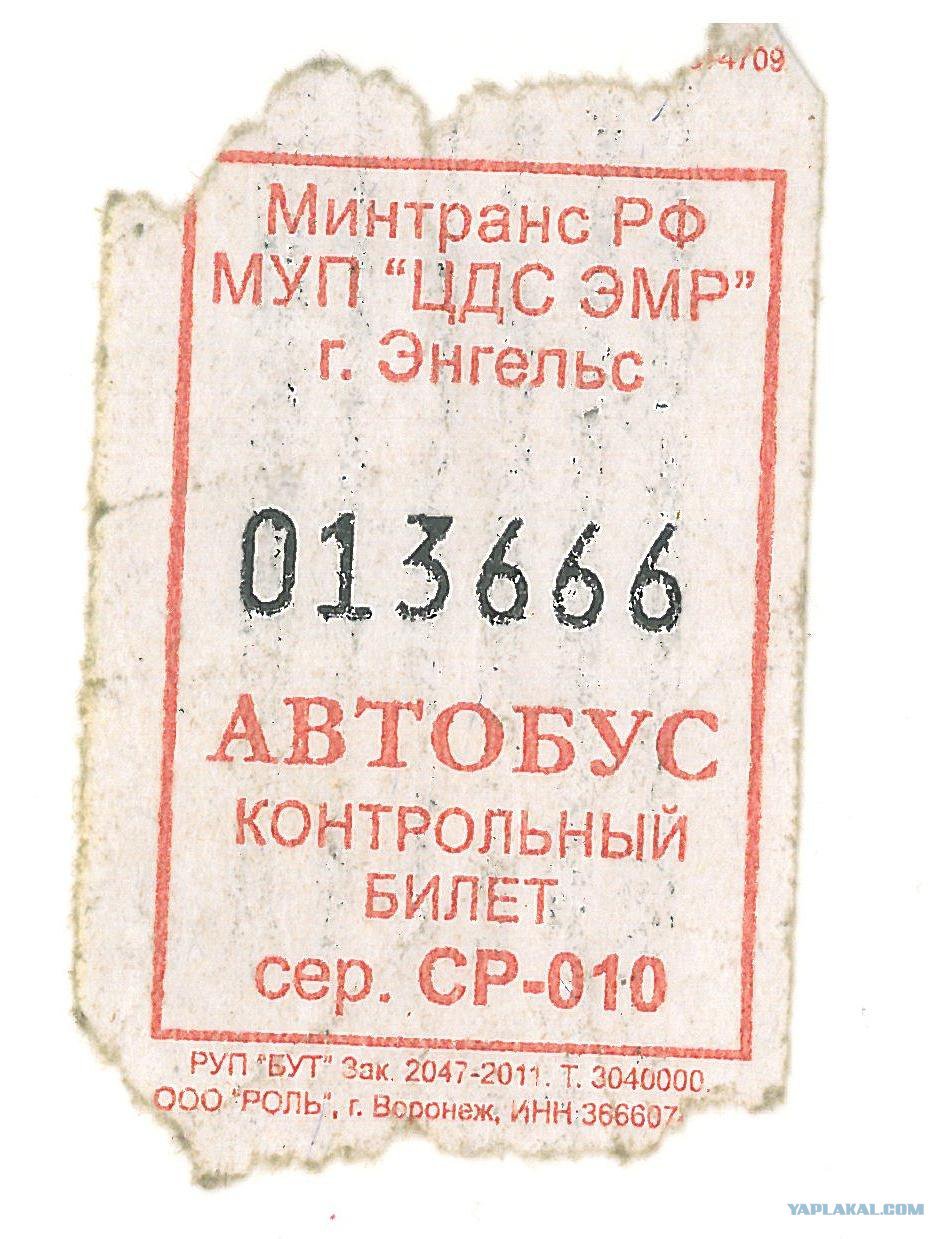 4709
Минтранс РФ
МУП “ЦДС ЭМР”
г. Энгельс
013666
АВТОБУС
КОНТРОЛЬНЫЙ
БИЛЕТ
сер. СР-010
РУП "БУТ" Зак. 2047-2011. Т. 3040000.
ООО "РОЛЬ", г. Воронеж, ИНН 366607
YAPLAKAL.COM